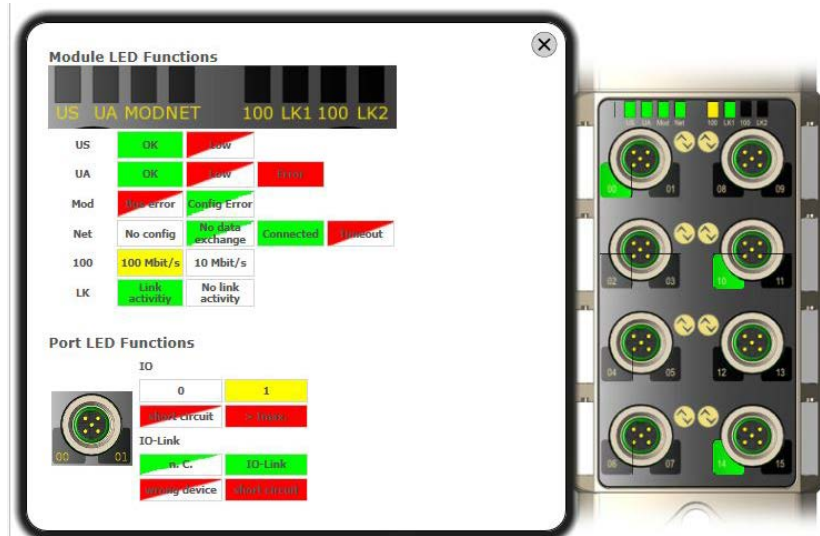 Module LED Functions
US UA MODNET 100 LK1 100 LK2
US OK Low
UA OK Low Error
Mod Bus error Config Error
Net No config No data exchange Connected Timeout
100 100 Mbit/s 10 Mbit/s
LK Link activitiy No link activity
Port LED Functions
IO
0 1
short circuit > Imax
IO-Link
00 01
n. C. IO-Link
wrong device short circuit
US UA Mod Net 100 LK1 100 LK2
00 01 08 09
02 03 10 11
04 05 12 13
06 07 14 15